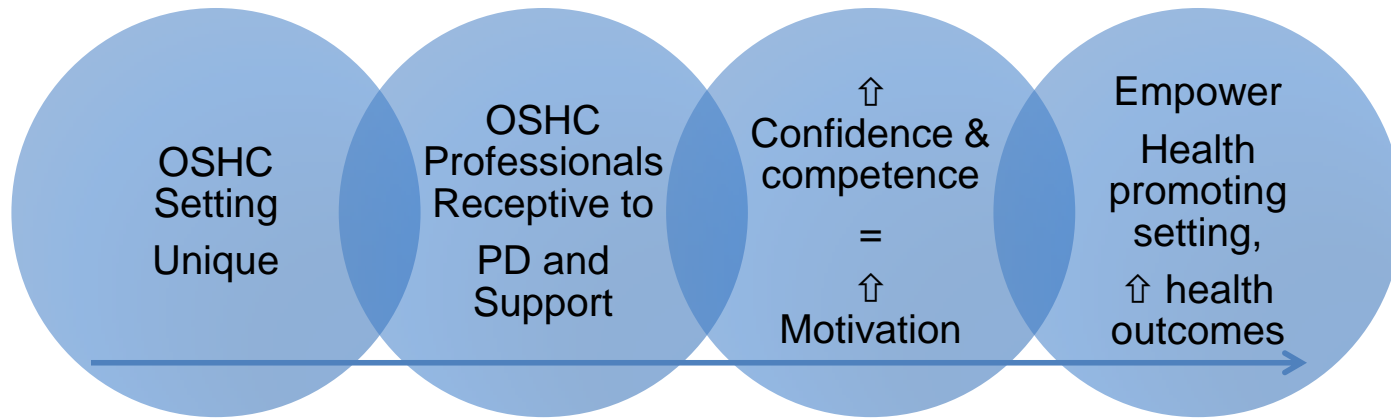 OSHC
Setting
Unique
OSHC
Professionals
Receptive to
PD and
Support
⇧
Confidence &
competence
=
⇧
Motivation
Empower
Health
promoting
setting,
⇧ health
outcomes